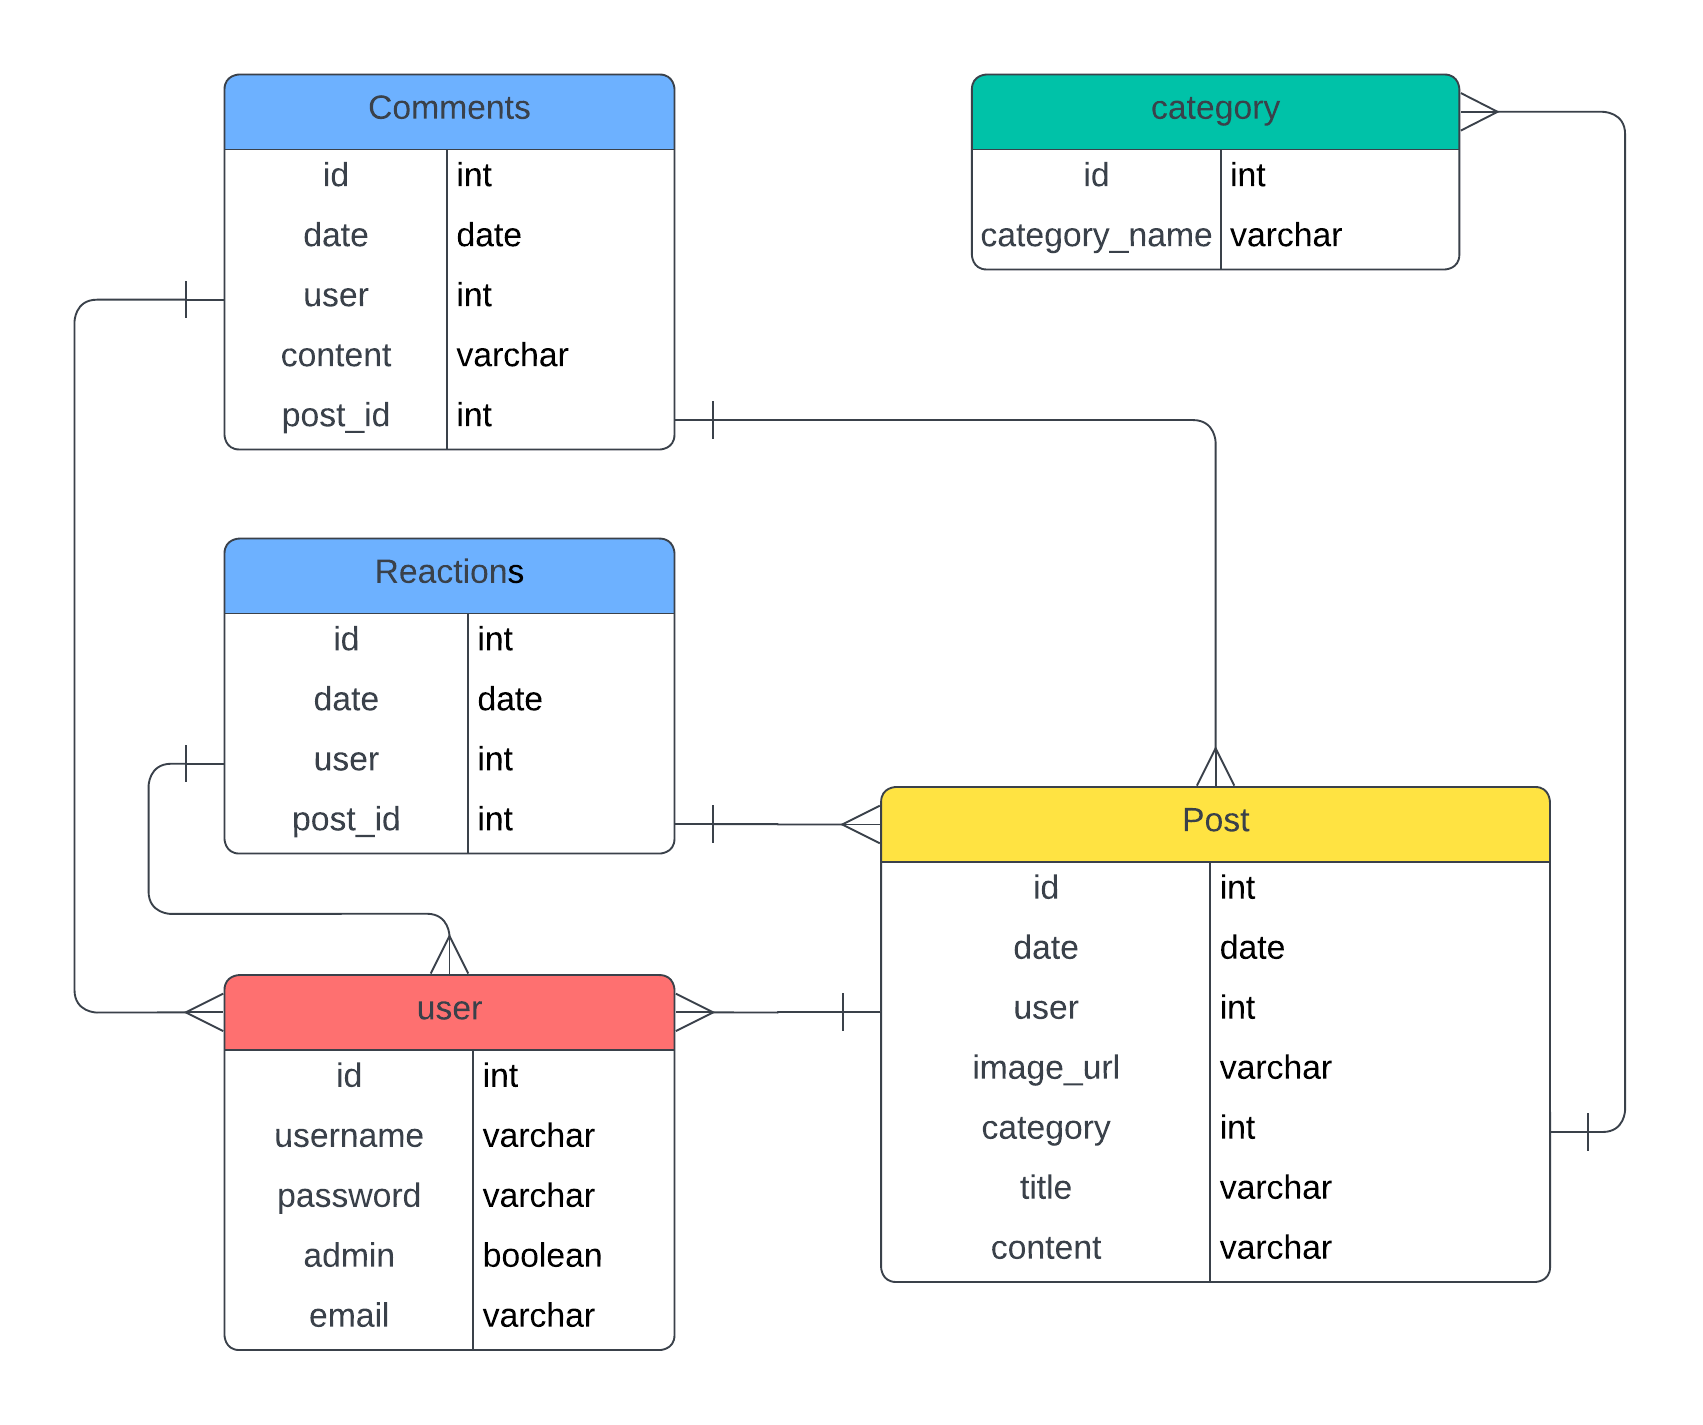 Comments
id int
date date
user int
content varchar
post_id int
category
id int
category_name varchar
Reactions
id int
date date
user int
post_id int
Post
id int
date date
user int
image_url varchar
category int
title varchar
content varchar
user
id int
username varchar
password varchar
admin boolean
email varchar